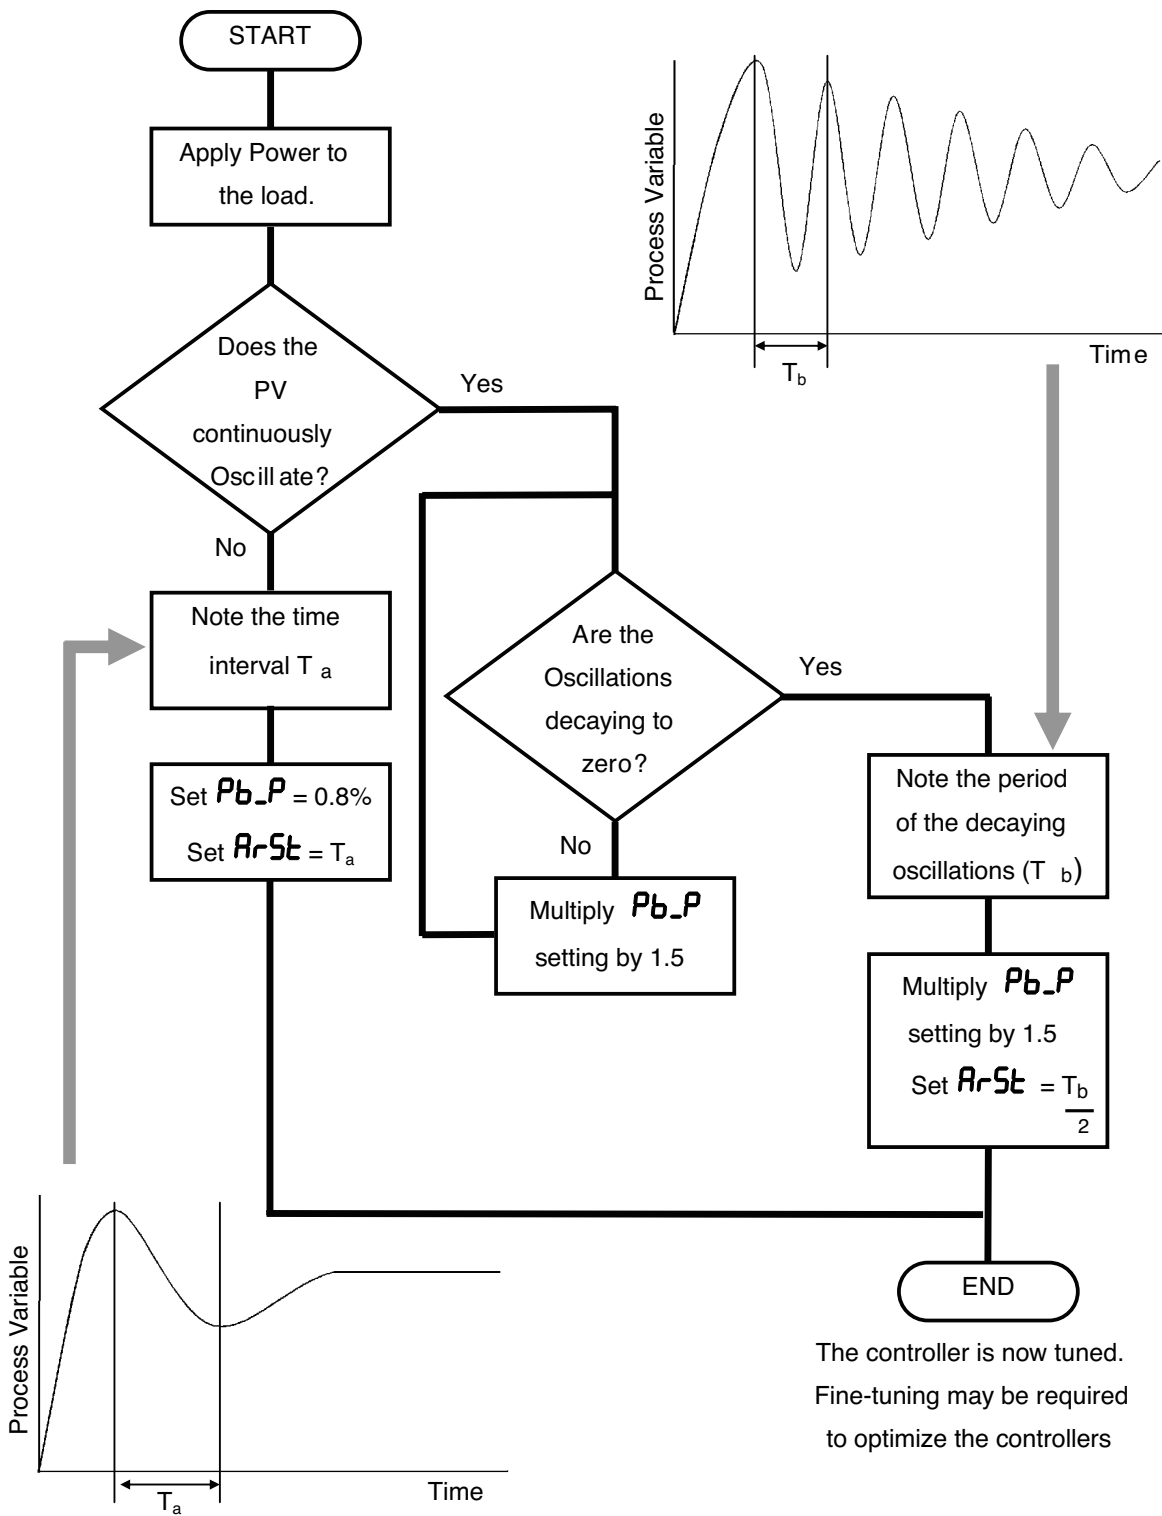 START
Apply Power to
the load.
Does the
PV
continuously
Oscill ate?
Yes
No
Note the time
interval T a
Set Pb_P = 0.8%
Set ArSt = Ta
Process Variable
Time
Tb
Are the
Oscillations
decaying to
zero?
Yes
No
Multiply Pb_P
setting by 1.5
Note the period
of the decaying
oscillations (T b)
Multiply Pb_P
setting by 1.5
Set ArSt = Tb
2
END
The controller is now tuned.
Fine-tuning may be required
to optimize the controllers
Process Variable
Time
Ta